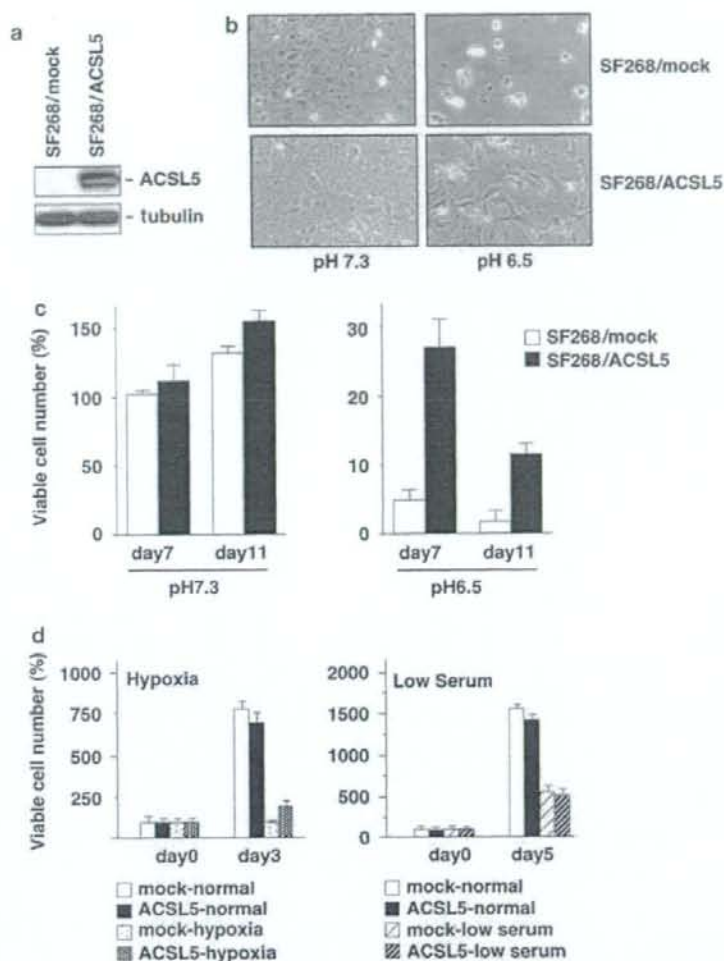 a
SF268/mock
SF268/ACSL5
- ACSL5
- tubulin
b
SF268/mock
SF268/ACSL5
pH 7.3
pH 6.5
c
Viable cell number (%)
150
100
50
0
day7
day11
pH7.3
30
20
10
0
SF268/mock
SF268/ACSL5
day7
day11
pH6.5
d
Viable cell number (%)
Hypoxia
1000
750
500
250
day0
day3
mock-normal
ACSL5-normal
mock-hypoxia
ACSL5-hypoxia
Low Serum
2000
1500
1000
500
0
day0
day5
mock-normal
ACSL5-normal
mock-low serum
ACSL5-low serum